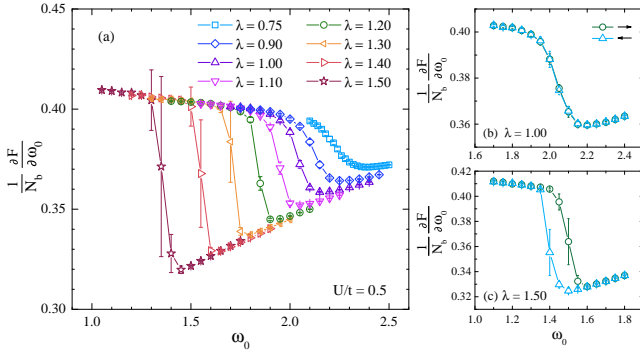 (a)
λ = 0.75
λ = 0.90
λ = 1.00
λ = 1.10
λ = 1.20
λ = 1.30
λ = 1.40
λ = 1.50
0.45
0.40
0.35
0.30
1/N_b ∂F/∂ω_0
U/t = 0.5
1.0 1.5 2.0 2.5
ω_0
0.40
0.38
0.36
1/N_b ∂F/∂ω_0
(b) λ = 1.00
1.6 1.8 2.0 2.2 2.4
0.42
0.40
0.38
0.36
0.34
0.32
1/N_b ∂F/∂ω_0
(c) λ = 1.50
1.0 1.2 1.4 1.6 1.8
ω_0